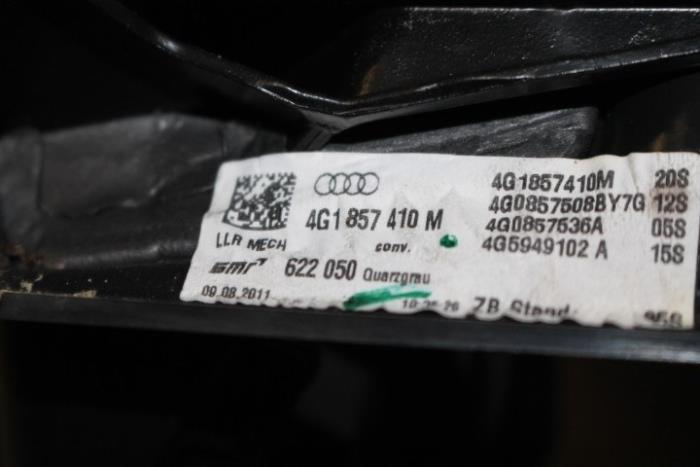 4G1857410M 20S
4G1 857 410 M
4G0857508BY7G 12S
4G0857536A 05S
LLR MECH conv. 4G5949102 A 15S
GMR 622 050 Quarzgrau
09.08.2011 ZB Stand: